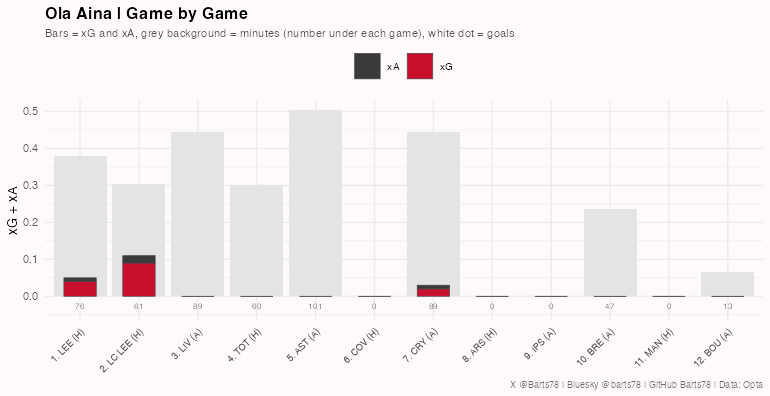 Ola Aina | Game by Game
Bars = xG and xA, grey background = minutes (number under each game), white dot = goals
xA xG
xG + xA
0.5
0.4
0.3
0.2
0.1
0.0
76 61 89 60 101 0 89 0 0 47 0 13
1. LEE (H)
2. LC LEE (H)
3. LIV (A)
4. TOT (H)
5. AST (A)
6. COV (H)
7. CRY (A)
8. ARS (H)
9. IPS (A)
10. BRE (A)
11. MAN (H)
12. BOU (A)
X @Barts78 | Bluesky @barts78 | GitHub Barts78 | Data: Opta